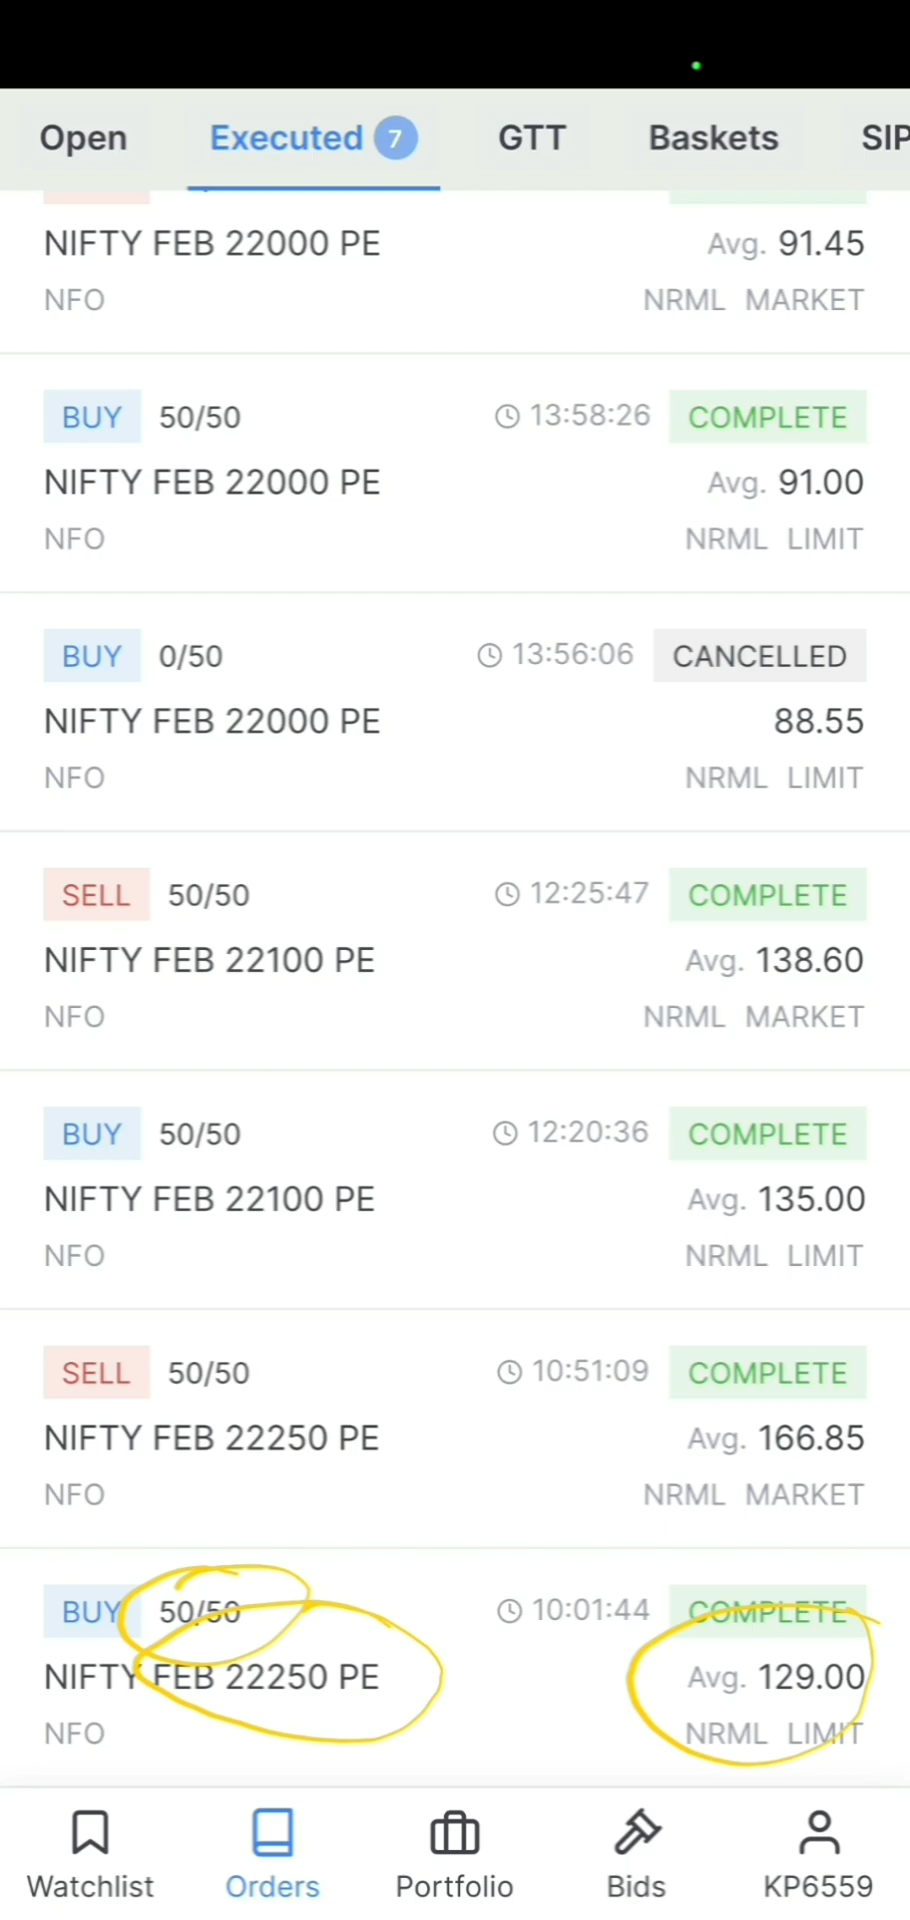 Open Executed 7 GTT Baskets SIP
NIFTY FEB 22000 PE Avg. 91.45
NFO NRML MARKET
BUY 50/50 13:58:26 COMPLETE
NIFTY FEB 22000 PE Avg. 91.00
NFO NRML LIMIT
BUY 0/50 13:56:06 CANCELLED
NIFTY FEB 22000 PE 88.55
NFO NRML LIMIT
SELL 50/50 12:25:47 COMPLETE
NIFTY FEB 22100 PE Avg. 138.60
NFO NRML MARKET
BUY 50/50 12:20:36 COMPLETE
NIFTY FEB 22100 PE Avg. 135.00
NFO NRML LIMIT
SELL 50/50 10:51:09 COMPLETE
NIFTY FEB 22250 PE Avg. 166.85
NFO NRML MARKET
BUY 50/50 10:01:44 COMPLETE
NIFTY FEB 22250 PE Avg. 129.00
NFO NRML LIMIT
Watchlist Orders Portfolio Bids KP6559